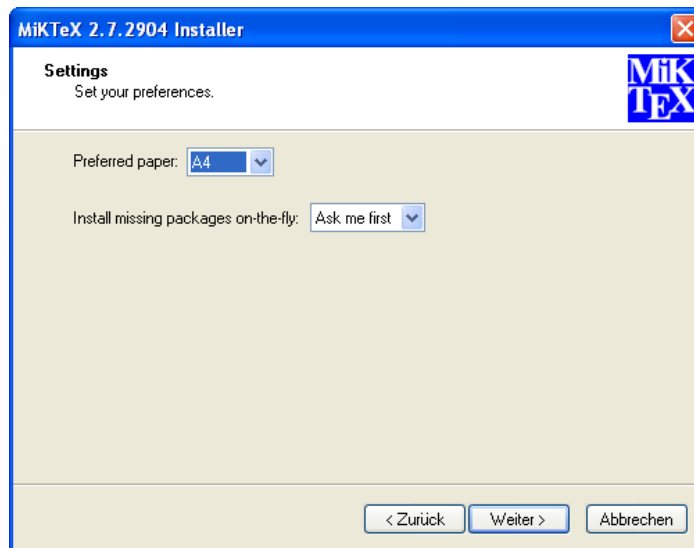 MiKTeX 2.7.2904 Installer
Settings
Set your preferences.
MiK
TEX
Preferred paper: A4
Install missing packages on-the-fly: Ask me first
< Zurück Weiter > Abbrechen